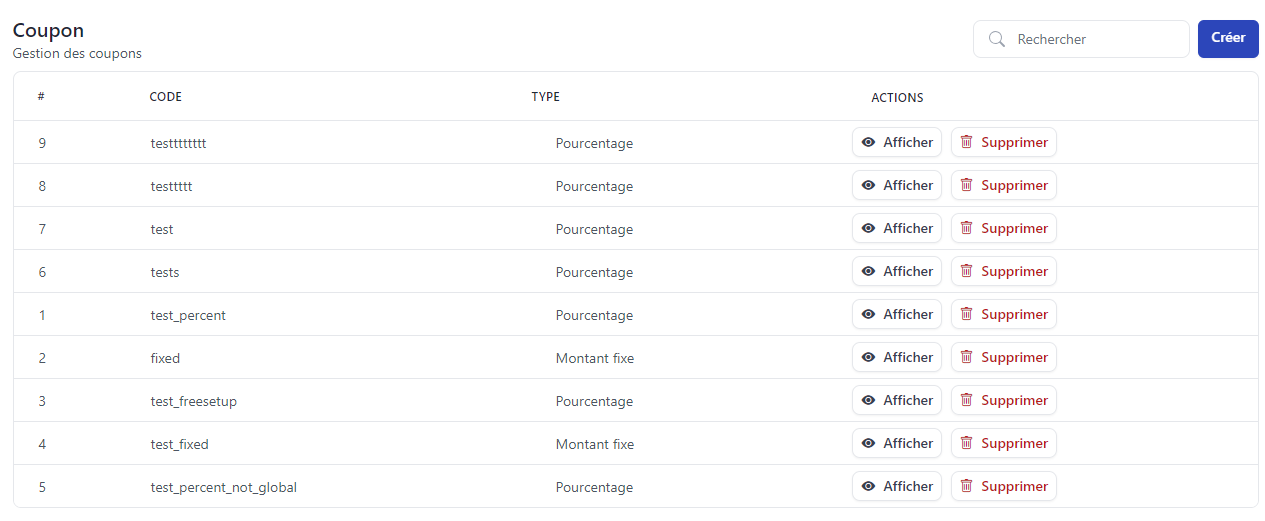 Coupon
Gestion des coupons
Rechercher
Créer
# CODE TYPE ACTIONS
9 testttttttt Pourcentage Afficher Supprimer
8 testtttt Pourcentage Afficher Supprimer
7 test Pourcentage Afficher Supprimer
6 tests Pourcentage Afficher Supprimer
1 test_percent Pourcentage Afficher Supprimer
2 fixed Montant fixe Afficher Supprimer
3 test_freesetup Pourcentage Afficher Supprimer
4 test_fixed Montant fixe Afficher Supprimer
5 test_percent_not_global Pourcentage Afficher Supprimer